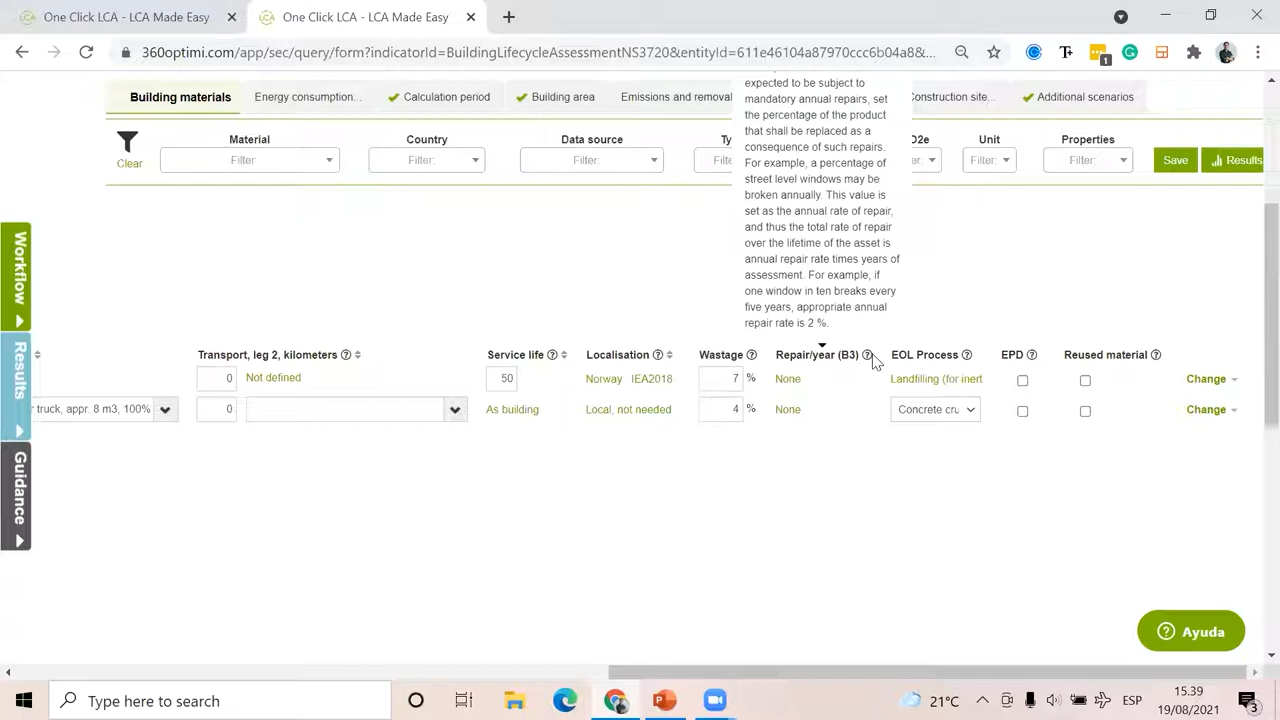 One Click LCA - LCA Made Easy
One Click LCA - LCA Made Easy
360optimi.com/app/sec/query/form?indicatorId=BuildingLifecycleAssessmentNS3720&entityId=611e46104a87970ccc6b04a8&...
1
Building materials
Energy consumption...
Calculation period
Building area
Emissions and removal
onstruction site...
Additional scenarios
expected to be subject to
mandatory annual repairs, set
the percentage of the product
that shall be replaced as a
consequence of such repairs.
For example, a percentage of
street level windows may be
broken annually. This value is
set as the annual rate of repair,
and thus the total rate of repair
over the lifetime of the asset is
annual repair rate times years of
assessment. For example, if
one window in ten breaks every
five years, appropriate annual
repair rate is 2 %.
Clear
Material
Filter:
Country
Filter:
Data source
Filter:
Ty
Filte
O2e
Unit
Filter:
Properties
Filter:
Save
Results
Workflow
Results
Guidance
Transport, leg 2, kilometers ?
Service life ?
Localisation ?
Wastage ?
Repair/year (B3) ?
EOL Process ?
EPD ?
Reused material ?
0 Not defined 50 Norway IEA2018 7 % None Landfilling (for inert Change
r truck, appr. 8 m3, 100% 0 As building Local, not needed 4 % None Concrete cru Change
? Ayuda
Type here to search
21°C
ESP
15.39
19/08/2021
3